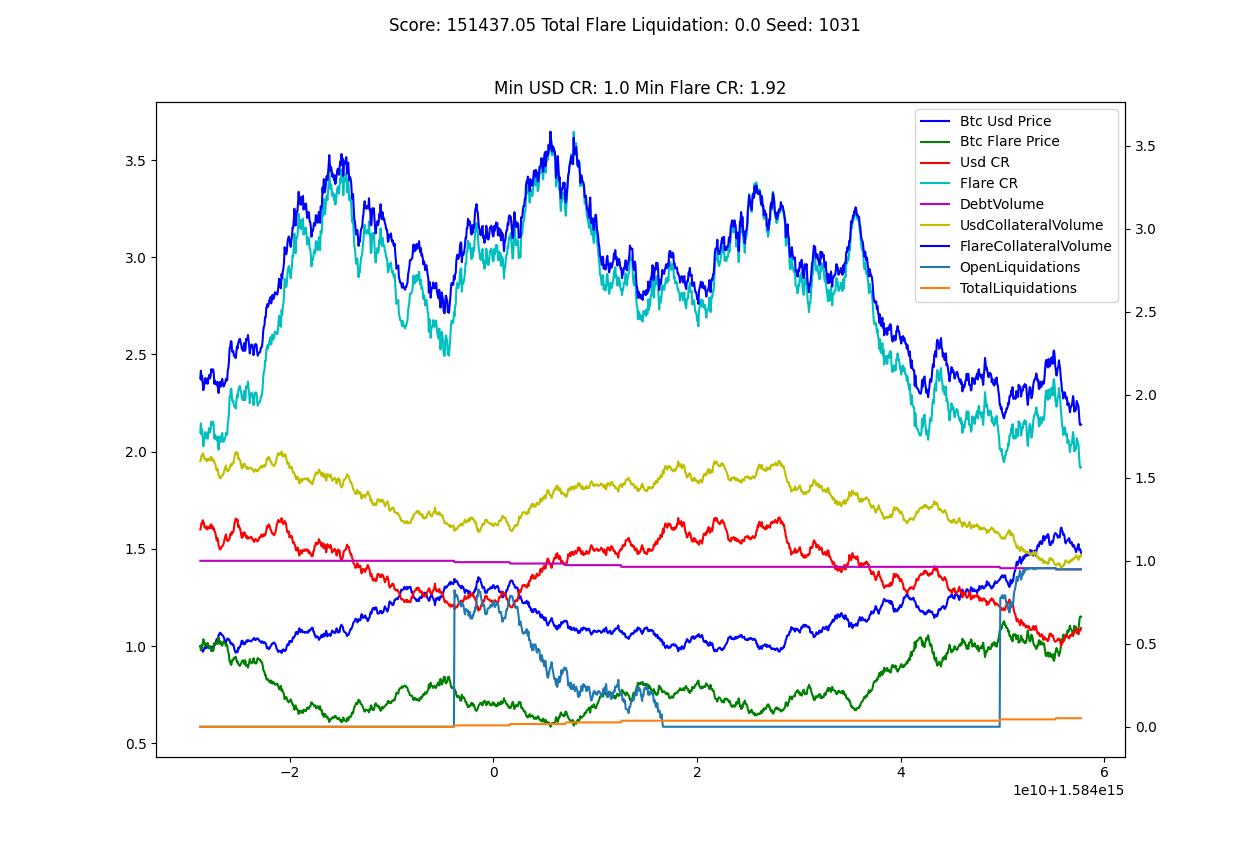 Score: 151437.05 Total Flare Liquidation: 0.0 Seed: 1031
Min USD CR: 1.0 Min Flare CR: 1.92
Btc Usd Price
Btc Flare Price
Usd CR
Flare CR
DebtVolume
UsdCollateralVolume
FlareCollateralVolume
OpenLiquidations
TotalLiquidations
3.5
3.0
2.5
2.0
1.5
1.0
0.5
3.5
3.0
2.5
2.0
1.5
1.0
0.5
0.0
−2 0 2 4 6
1e10+1.584e15